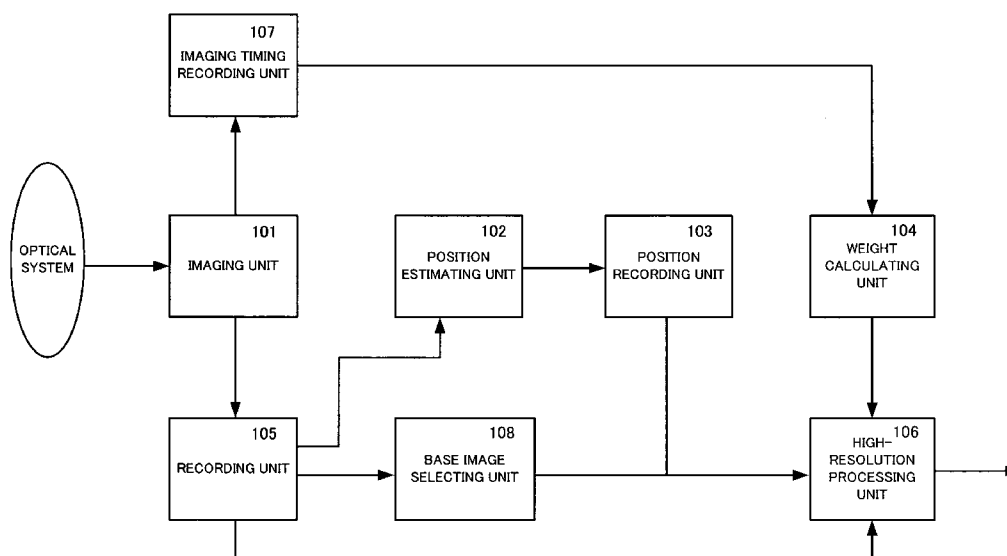 107
IMAGING TIMING
RECORDING UNIT
OPTICAL
SYSTEM
101
IMAGING UNIT
102
POSITION
ESTIMATING UNIT
103
POSITION
RECORDING UNIT
104
WEIGHT
CALCULATING
UNIT
105
RECORDING UNIT
108
BASE IMAGE
SELECTING UNIT
106
HIGH-
RESOLUTION
PROCESSING
UNIT